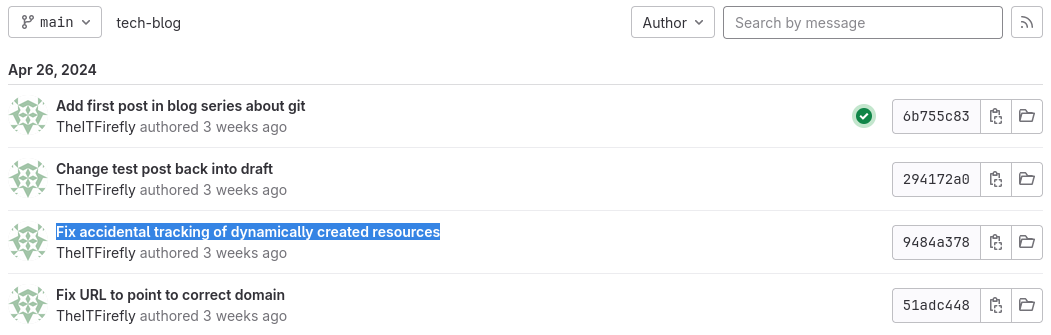 main tech-blog Author Search by message
Apr 26, 2024
Add first post in blog series about git
TheITFirefly authored 3 weeks ago
6b755c83
Change test post back into draft
TheITFirefly authored 3 weeks ago
294172a0
Fix accidental tracking of dynamically created resources
TheITFirefly authored 3 weeks ago
9484a378
Fix URL to point to correct domain
TheITFirefly authored 3 weeks ago
51adc448